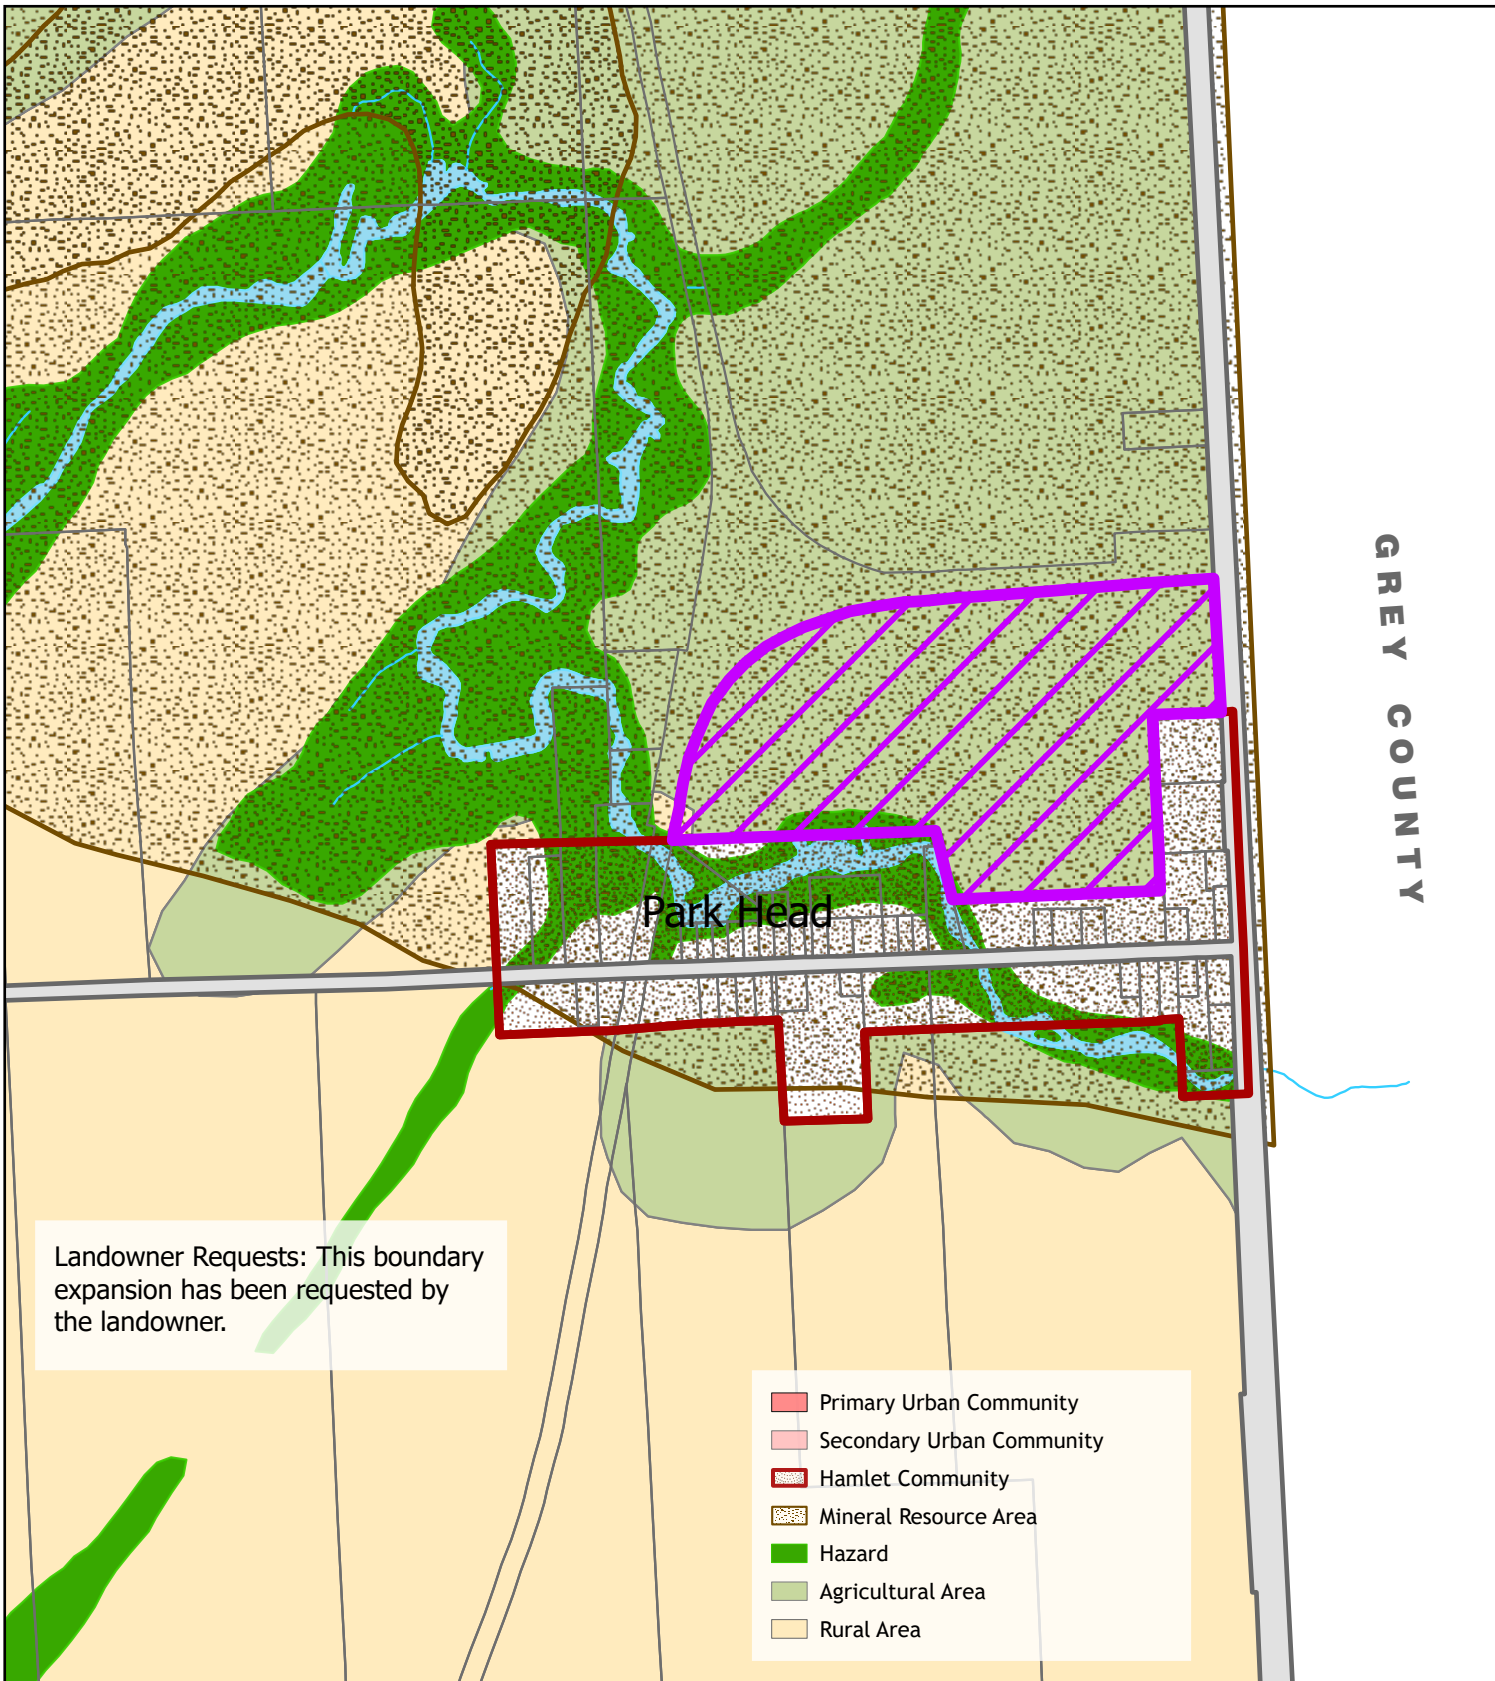 GREY COUNTY
Park Head
Landowner Requests: This boundary
expansion has been requested by
the landowner.
Primary Urban Community
Secondary Urban Community
Hamlet Community
Mineral Resource Area
Hazard
Agricultural Area
Rural Area